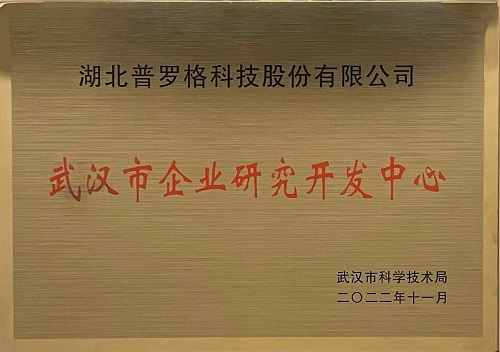 湖北普罗格科技股份有限公司
武汉市企业研究开发中心
武汉市科学技术局
二〇二二年十一月